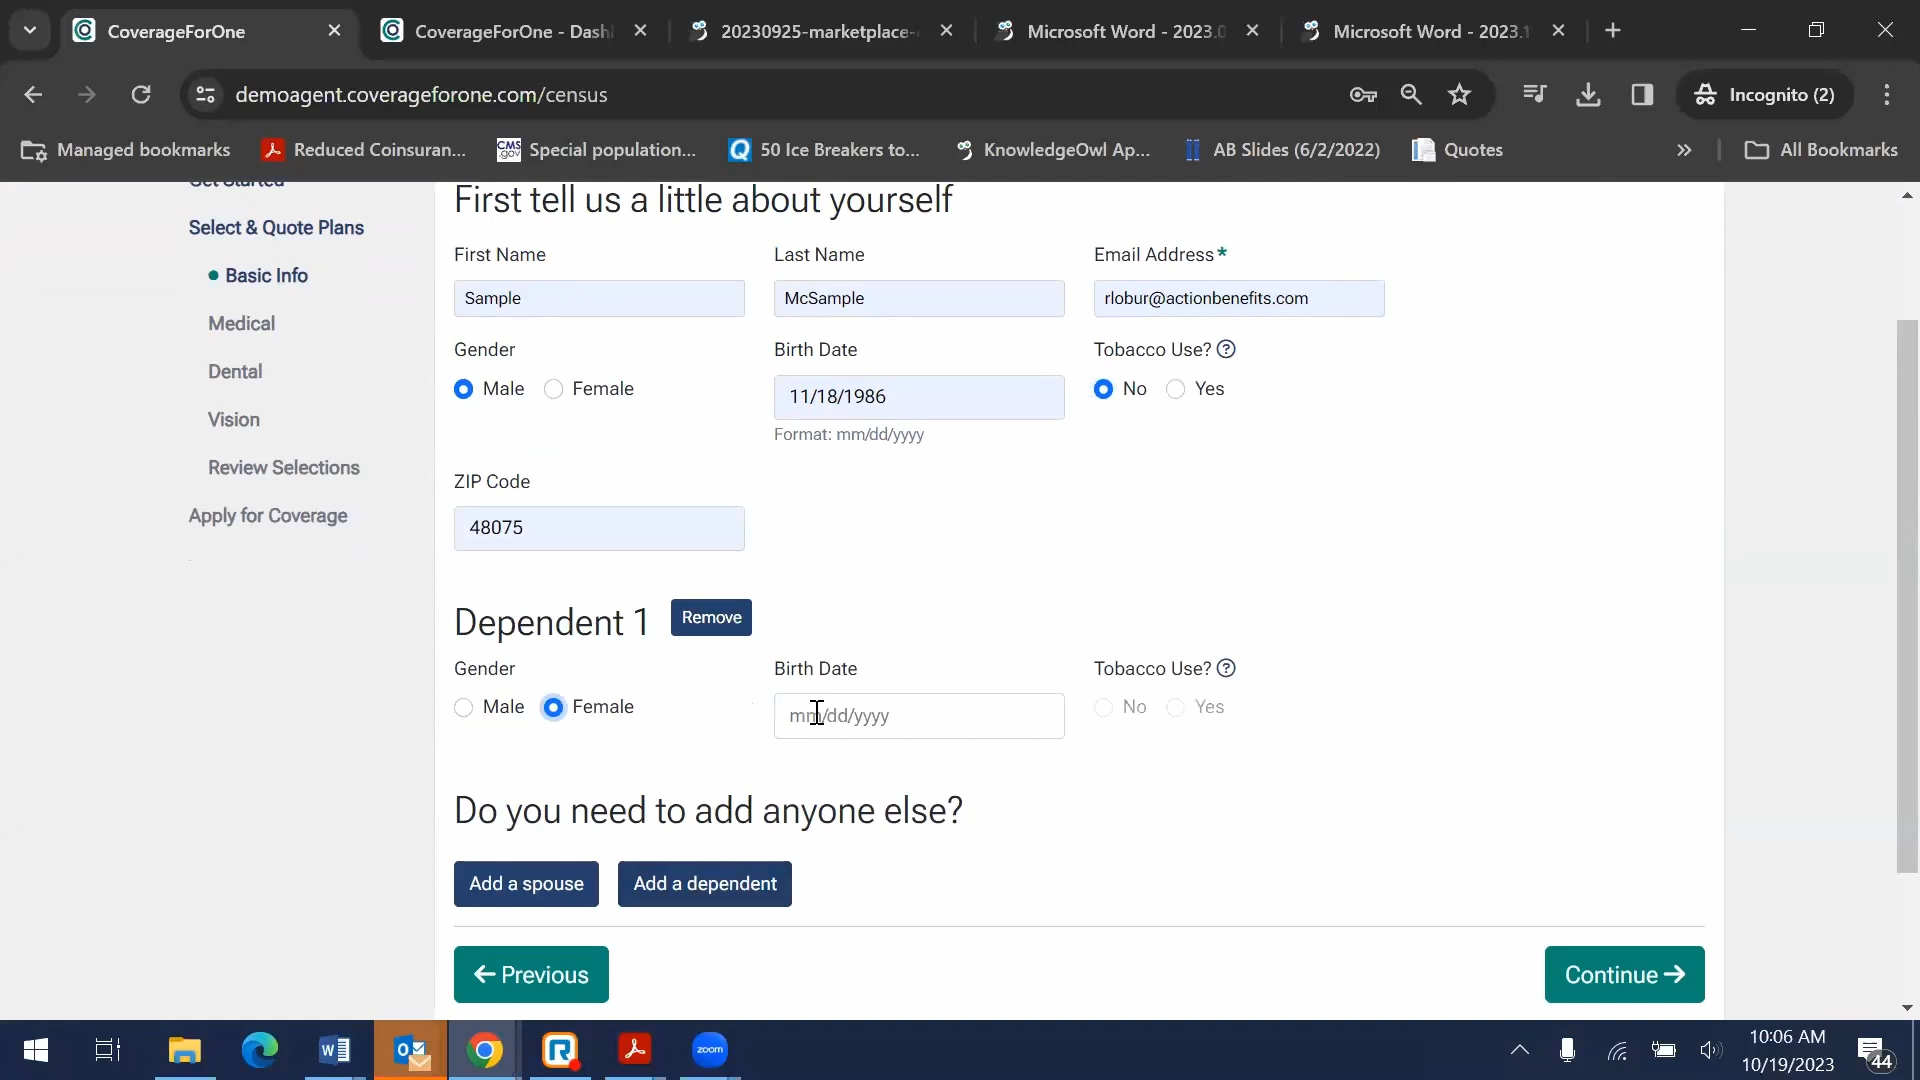 CoverageForOne
CoverageForOne - Dash
20230925-marketplace-
Microsoft Word - 2023.0
Microsoft Word - 2023.1
demoagent.coverageforone.com/census
Incognito (2)
Managed bookmarks
Reduced Coinsuran...
CMS.gov
Special population...
50 Ice Breakers to...
KnowledgeOwl Ap...
AB Slides (6/2/2022)
Quotes
All Bookmarks
Get Started
Select & Quote Plans
Basic Info
Medical
Dental
Vision
Review Selections
Apply for Coverage
First tell us a little about yourself
First Name
Last Name
Email Address*
Sample
McSample
rlobur@actionbenefits.com
Gender
Birth Date
Tobacco Use?
Male
Female
11/18/1986
No
Yes
Format: mm/dd/yyyy
ZIP Code
48075
Dependent 1
Remove
Gender
Birth Date
Tobacco Use?
Male
Female
mm/dd/yyyy
No
Yes
Do you need to add anyone else?
Add a spouse
Add a dependent
Previous
Continue
zoom
10:06 AM
10/19/2023
44